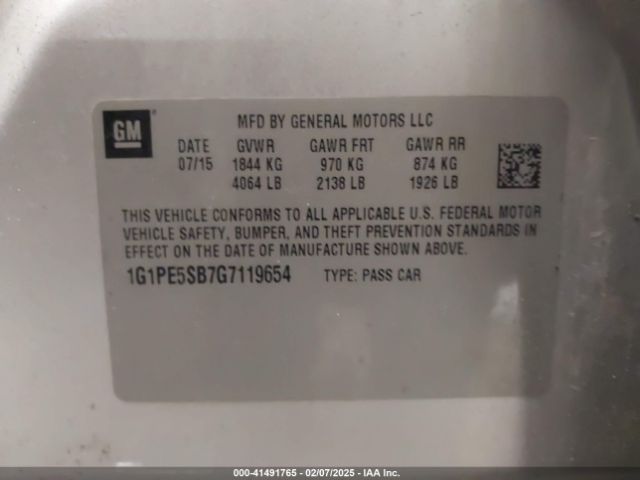 GM
MFD BY GENERAL MOTORS LLC
DATE GVWR GAWR FRT GAWR RR
07/15 1844 KG 970 KG 874 KG
4064 LB 2138 LB 1926 LB
THIS VEHICLE CONFORMS TO ALL APPLICABLE U.S. FEDERAL MOTOR
VEHICLE SAFETY, BUMPER, AND THEFT PREVENTION STANDARDS IN
EFFECT ON THE DATE OF MANUFACTURE SHOWN ABOVE.
1G1PE5SB7G7119654 TYPE: PASS CAR
000-41491765 - 02/07/2025 - IAA Inc.